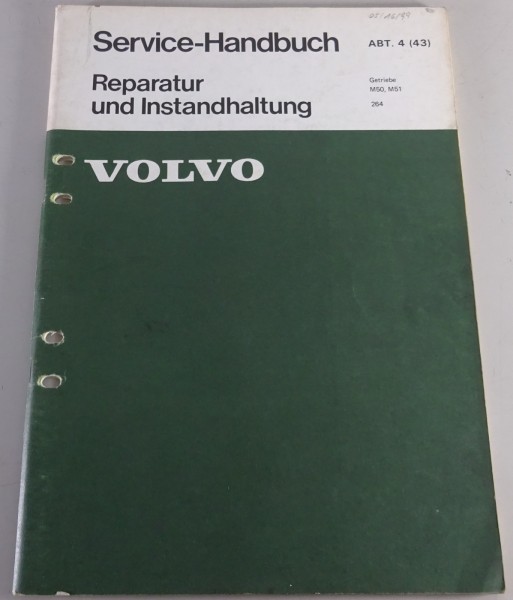 Service-Handbuch
ABT. 4 (43)
Reparatur
und Instandhaltung
Getriebe
M50, M51
264
VOLVO